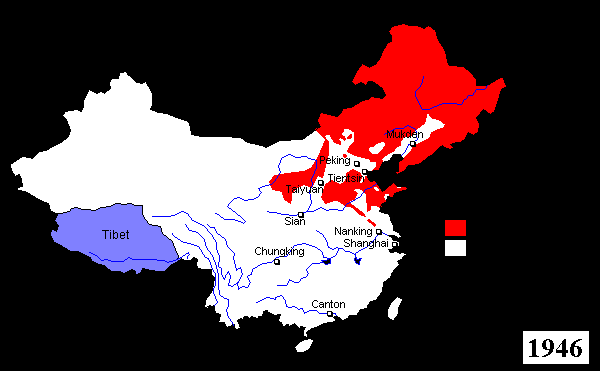 Mukden
Peking
Tientsin
Taiyuan
Sian
Nanking
Shanghai
Tibet
Chungking
Canton
1946